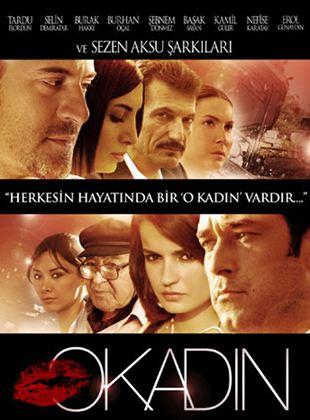 TARDU SELİN BURAK BURHAN ŞEBNEM BAŞAK KAMİL NEFİSE EROL
FLORDUN DEMİRATAR HAKKI ÖÇAL DÖNMEZ SAYAN GÜLER KARATAY GÜNAYDIN
VE SEZEN AKSU ŞARKILARI
“HERKESİN HAYATINDA BİR 'O KADIN' VARDIR...”
O KADIN